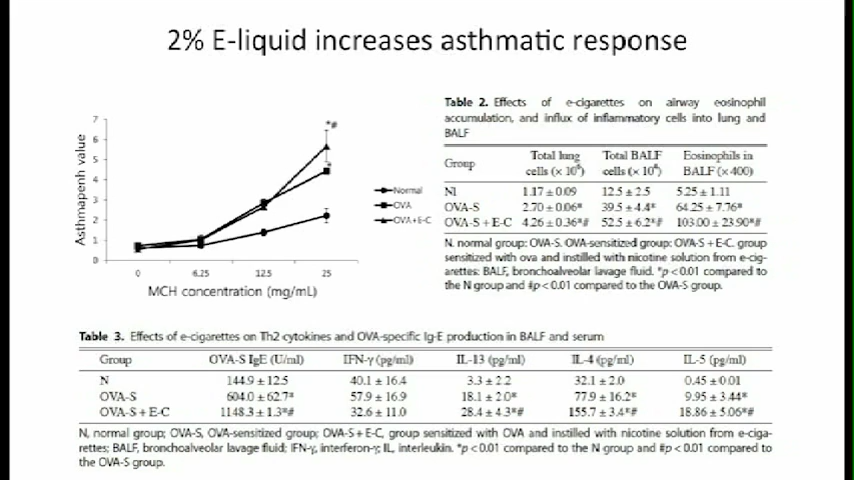 2% E-liquid increases asthmatic response
7
6
5
4
3
2
1
0
Asthmapenh value
*#
*
0 6.25 12.5 25
MCH concentration (mg/mL)
Normal
OVA
OVA+E-C
Table 2. Effects of e-cigarettes on airway eosinophil
accumulation, and influx of inflammatory cells into lung and
BALF
Group Total lung cells (× 10 Total BALF cells (× 10 Eosinophils in BALF (× 400)
NI 1.17 ± 0.09 12.5 ± 2.5 5.25 ± 1.11
OVA-S 2.70 ± 0.06* 39.5 ± 4.4* 64.25 ± 7.76*
OVA-S + E-C 4.26 ± 0.36*# 52.5 ± 6.2*# 103.00 ± 23.90*#
N. normal group: OVA-S. OVA-sensitized group: OVA-S + E-C. group
sensitized with ova and instilled with nicotine solution from e-cig-
arettes: BALF, bronchoalveolar lavage fluid. *p < 0.01 compared to
the N group and #p < 0.01 compared to the OVA-S group.
Table 3. Effects of e-cigarettes on Th2 cytokines and OVA-specific Ig-E production in BALF and serum
Group OVA-S IgE (U/ml) IFN-γ (pg/ml) IL-13 (pg/ml) IL-4 (pg/ml) IL-5 (pg/ml)
N 144.9 ± 12.5 40.1 ± 16.4 3.3 ± 2.2 32.1 ± 2.0 0.45 ± 0.01
OVA-S 604.0 ± 62.7* 57.9 ± 16.9 18.1 ± 2.0* 77.9 ± 16.2* 9.95 ± 3.44*
OVA-S + E-C 1148.3 ± 1.3*# 32.6 ± 11.0 28.4 ± 4.3*# 155.7 ± 3.4*# 18.86 ± 5.06*#
N, normal group; OVA-S, OVA-sensitized group; OVA-S + E-C, group sensitized with OVA and instilled with nicotine solution from e-ciga-
rettes; BALF, bronchoalveolar lavage fluid; IFN-γ, interferon-γ; IL, interleukin. *p < 0.01 compared to the N group and #p < 0.01 compared to
the OVA-S group.